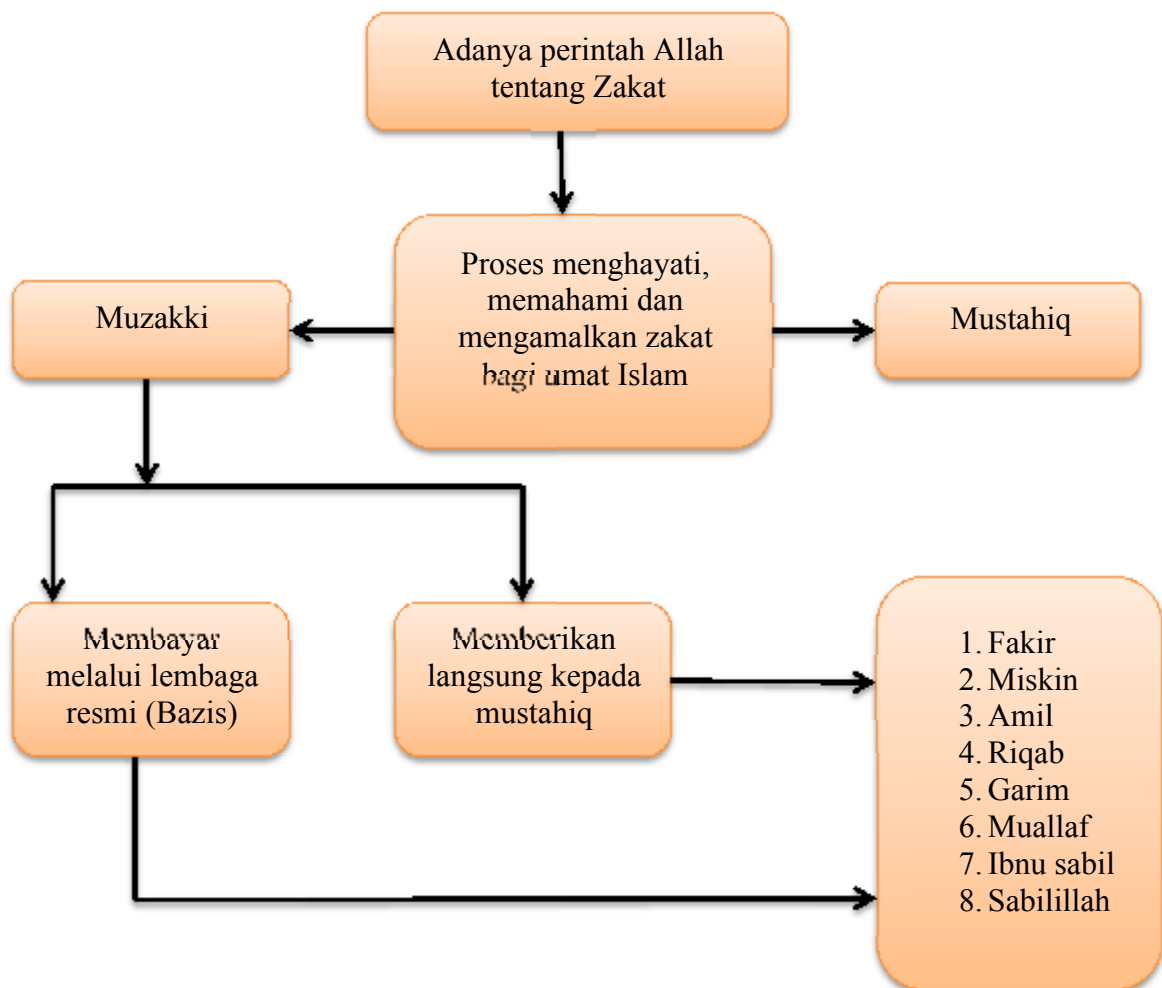 Adanya perintah Allah
tentang Zakat
Proses menghayati,
memahami dan
mengamalkan zakat
bagi umat Islam
Muzakki
Mustahiq
Membayar
melalui lembaga
resmi (Bazis)
Memberikan
langsung kepada
mustahiq
1. Fakir
2. Miskin
3. Amil
4. Riqab
5. Garim
6. Muallaf
7. Ibnu sabil
8. Sabilillah